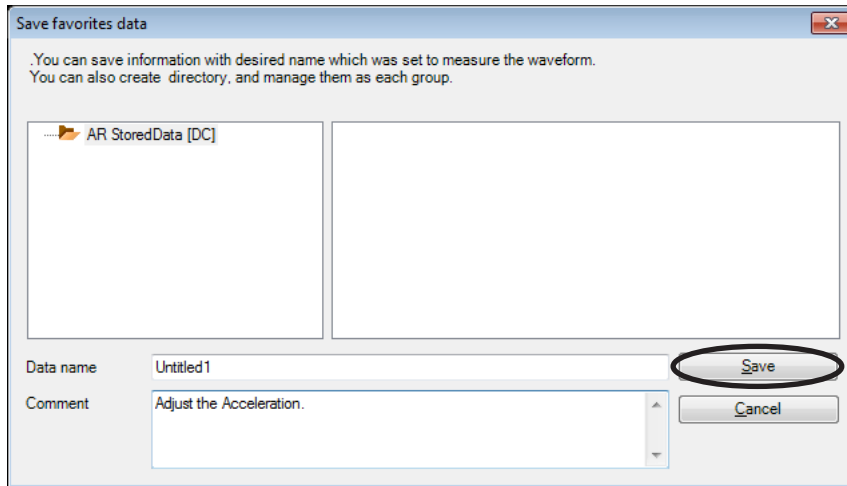 Save favorites data
.You can save information with desired name which was set to measure the waveform.
You can also create directory, and manage them as each group.
AR StoredData [DC]
Data name
Untitled1
Save
Comment
Adjust the Acceleration.
Cancel